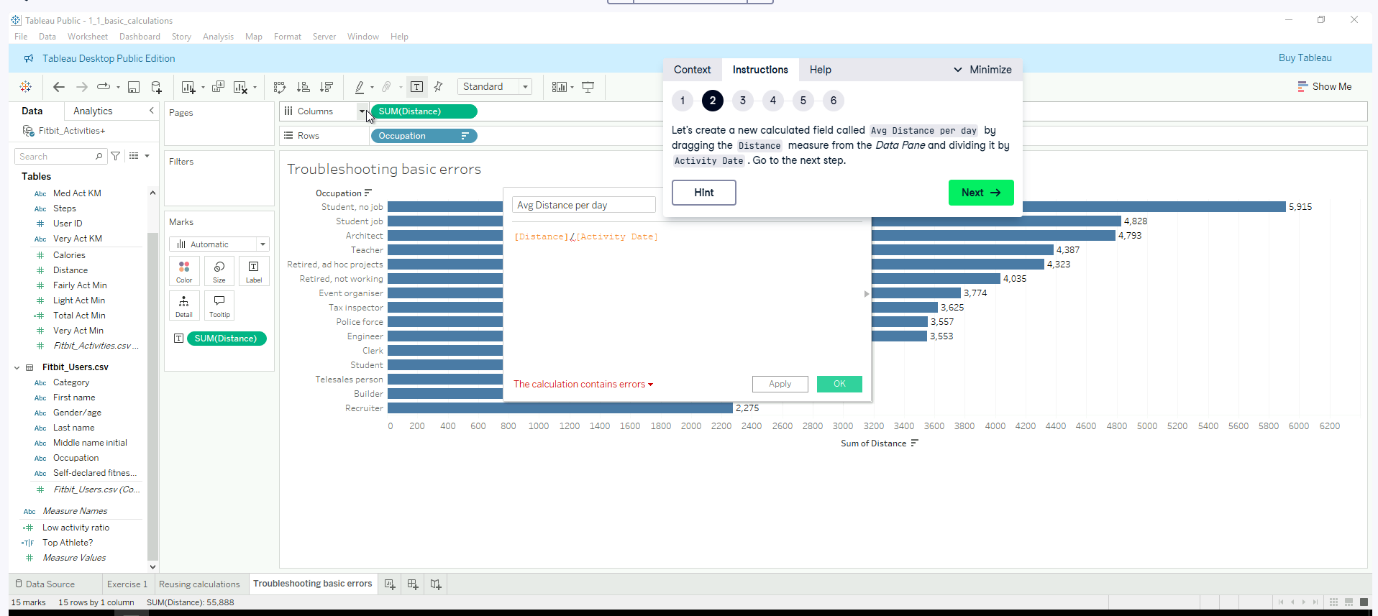 Tableau Public - 1_1_basic_calculations
File Data Worksheet Dashboard Story Analysis Map Format Server Window Help
Tableau Desktop Public Edition
Buy Tableau
Standard
Show Me
Context Instructions Help Minimize
1 2 3 4 5 6
Let's create a new calculated field called Avg Distance per day by
dragging the Distance measure from the Data Pane and dividing it by
Activity Date. Go to the next step.
HInt
Next →
Data Analytics
Fitbit_Activities+
Search
Tables
Abc Med Act KM
Abc Steps
# User ID
Abc Very Act KM
# Calories
# Distance
# Fairly Act Min
# Light Act Min
# Total Act Min
# Very Act Min
# Fitbit_Activities.csv ...
Fitbit_Users.csv
Abc Category
Abc First name
Abc Gender/age
Abc Last name
Abc Middle name initial
Abc Occupation
Abc Self-declared fitnes...
# Fitbit_Users.csv (Co...
Abc Measure Names
# Low activity ratio
T|F Top Athlete?
# Measure Values
Pages
Filters
Marks
Automatic
Color Size Label
Detail Tooltip
SUM(Distance)
Columns SUM(Distance)
Rows Occupation
Troubleshooting basic errors
Occupation
Student, no job
Student job
Architect
Teacher
Retired, ad hoc projects
Retired, not working
Event organiser
Tax inspector
Police force
Engineer
Clerk
Student
Telesales person
Builder
Recruiter
Avg Distance per day
[Distance]/[Activity Date]
The calculation contains errors
Apply
OK
5,915
4,828
4,793
4,387
4,323
4,035
3,774
3,625
3,557
3,553
2,275
0 200 400 600 800 1000 1200 1400 1600 1800 2000 2200 2400 2600 2800 3000 3200 3400 3600 3800 4000 4200 4400 4600 4800 5000 5200 5400 5600 5800 6000 6200
Sum of Distance
Data Source Exercise 1 Reusing calculations Troubleshooting basic errors
15 marks 15 rows by 1 column SUM(Distance): 55,888